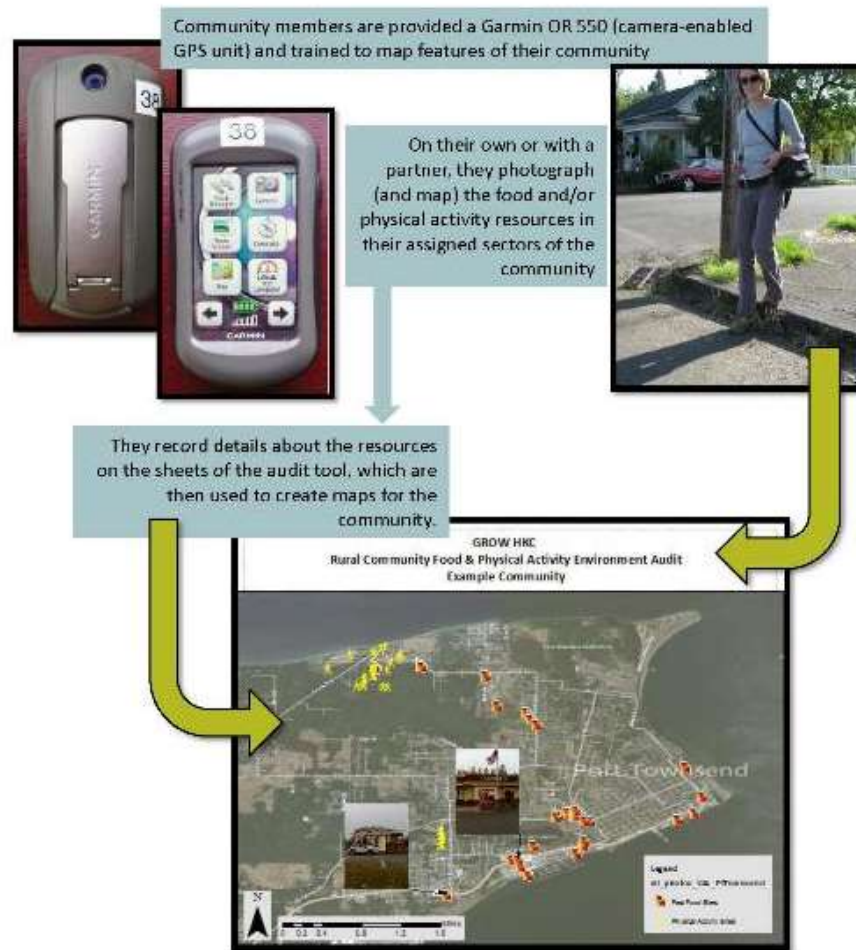 Community members are provided a Garmin OR 550 (camera-enabled
GPS unit) and trained to map features of their community
38
38
GARMIN
GARMIN
On their own or with a
partner, they photograph
(and map) the food and/or
physical activity resources in
their assigned sectors of the
community
They record details about the resources
on the sheets of the audit tool, which are
then used to create maps for the
community.
GROW HKC
Rural Community Food & Physical Activity Environment Audit
Example Community
Port Townsend
Legend
N